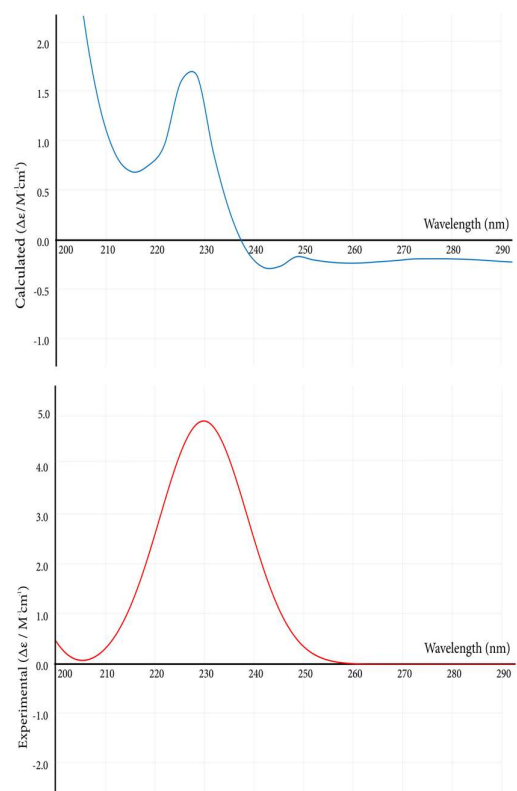 2.0
1.5
1.0
0.5
0.0
-0.5
-1.0
Calculated (Δε/M⁻¹cm⁻¹)
Wavelength (nm)
200 210 220 230 240 250 260 270 280 290
5.0
4.0
3.0
2.0
1.0
0.0
-1.0
-2.0
Experimental (Δε / M⁻¹cm⁻¹)
Wavelength (nm)
200 210 220 230 240 250 260 270 280 290